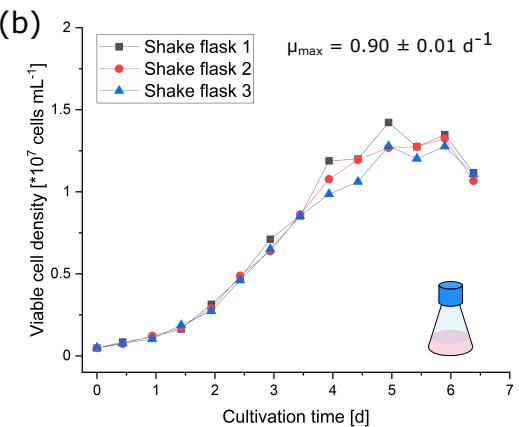 (b)
μmax = 0.90 ± 0.01 d-1
Shake flask 1
Shake flask 2
Shake flask 3
Viable cell density [*10⁷ cells mL⁻¹]
2
1.5
1
0.5
0
0 1 2 3 4 5 6 7
Cultivation time [d]